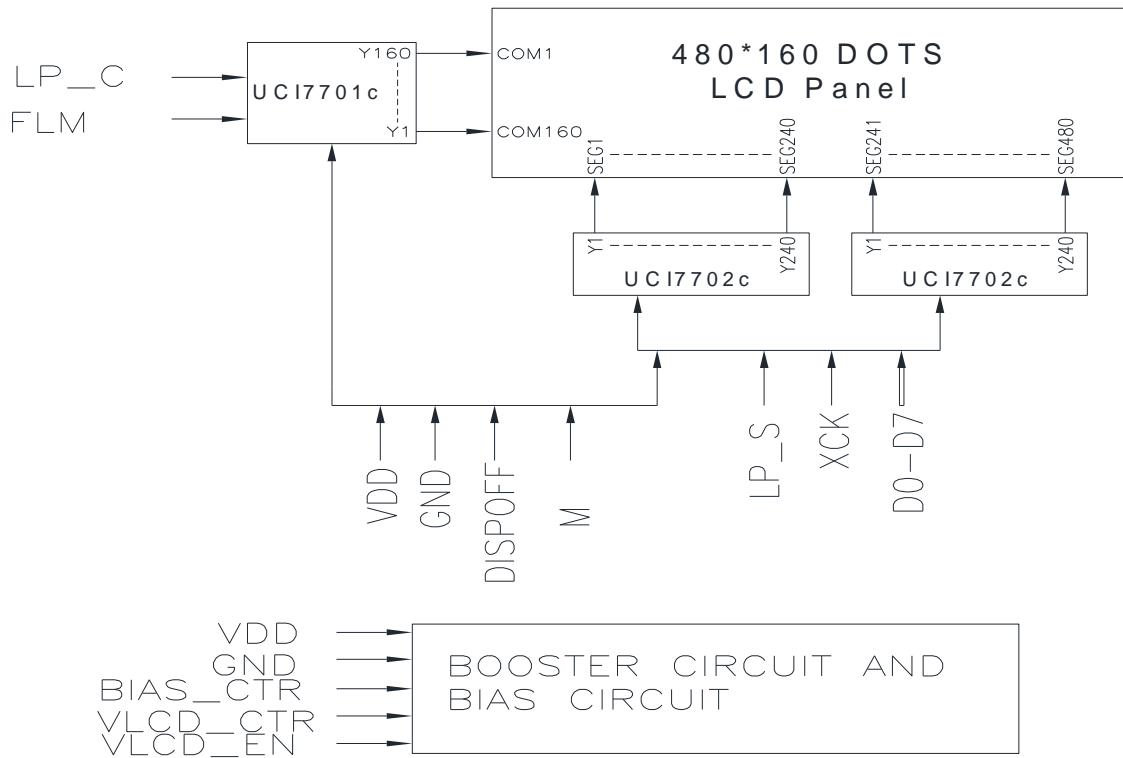 480*160 DOTS
LCD Panel
Y160
COM1
LP_C
UCI7701c
FLM
Y1
COM160
SEG1
SEG240
SEG241
SEG480
Y1
Y240
Y1
Y240
UCI7702c
UCI7702c
VDD
GND
DISPOFF
M
LP_S
XCK
D0-D7
VDD
GND
BIAS_CTR
VLCD_CTR
VLCD_EN
BOOSTER CIRCUIT AND
BIAS CIRCUIT